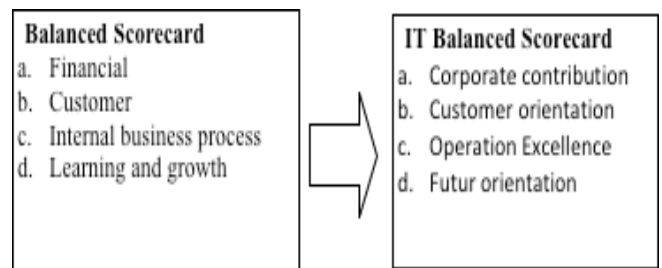 Balanced Scorecard
a. Financial
b. Customer
c. Internal business process
d. Learning and growth
IT Balanced Scorecard
a. Corporate contribution
b. Customer orientation
c. Operation Excellence
d. Futur orientation